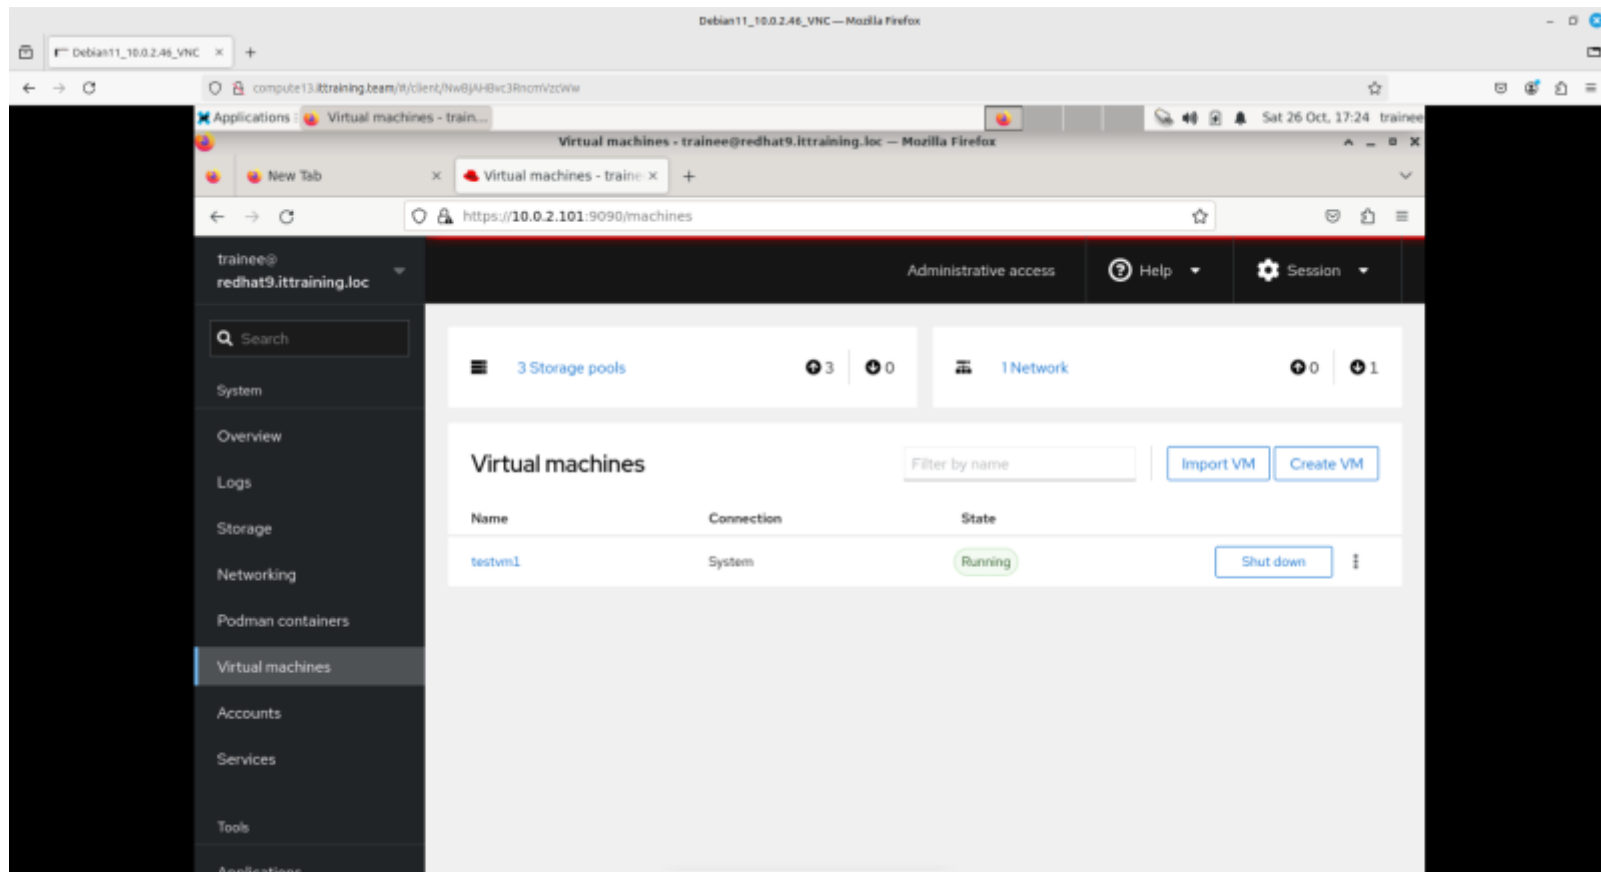 Debian11_10.0.2.46_VNC — Mozilla Firefox
Debian11_10.0.2.46_VNC
compute13.ittraining.team/#/client/
Applications
Virtual machines - train...
Sat 26 Oct, 17:24 trainee
Virtual machines - trainee@redhat9.ittraining.loc — Mozilla Firefox
New Tab
Virtual machines - traine
https://10.0.2.101:9090/machines
trainee@
redhat9.ittraining.loc
Administrative access
Help
Session
Search
System
Overview
Logs
Storage
Networking
Podman containers
Virtual machines
Accounts
Services
Tools
Applications
3 Storage pools
3
0
1 Network
0
1
Virtual machines
Filter by name
Import VM
Create VM
Name Connection State
testvm1 System Running Shut down